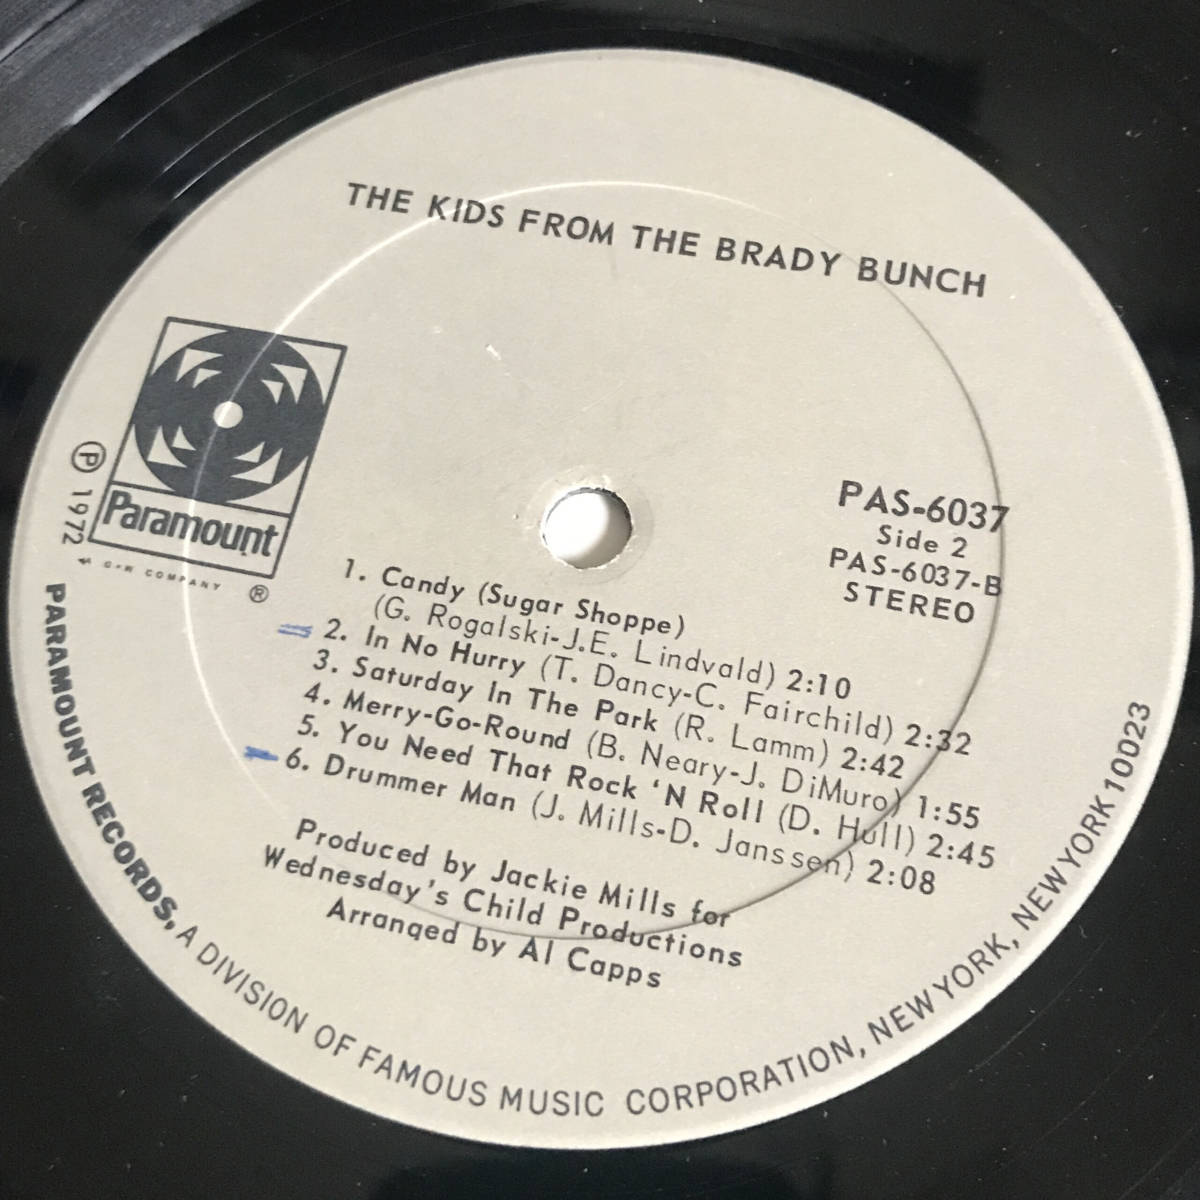 THE KIDS FROM THE BRADY BUNCH
Paramount
®
A G+W COMPANY
Ⓟ 1972
PAS-6037
Side 2
PAS-6037-B
STEREO
1. Candy (Sugar Shoppe)
(G. Rogalski-J.E. Lindvald) 2:10
2. In No Hurry (T. Dancy-C. Fairchild) 2:32
3. Saturday In The Park (R. Lamm) 2:42
4. Merry-Go-Round (B. Neary-J. DiMuro) 1:55
5. You Need That Rock 'N Roll (D. Hull) 2:45
6. Drummer Man (J. Mills-D. Janssen) 2:08
Produced by Jackie Mills for
Wednesday's Child Productions
Arranged by Al Capps
PARAMOUNT RECORDS, A DIVISION OF FAMOUS MUSIC CORPORATION, NEW YORK, NEW YORK 10023